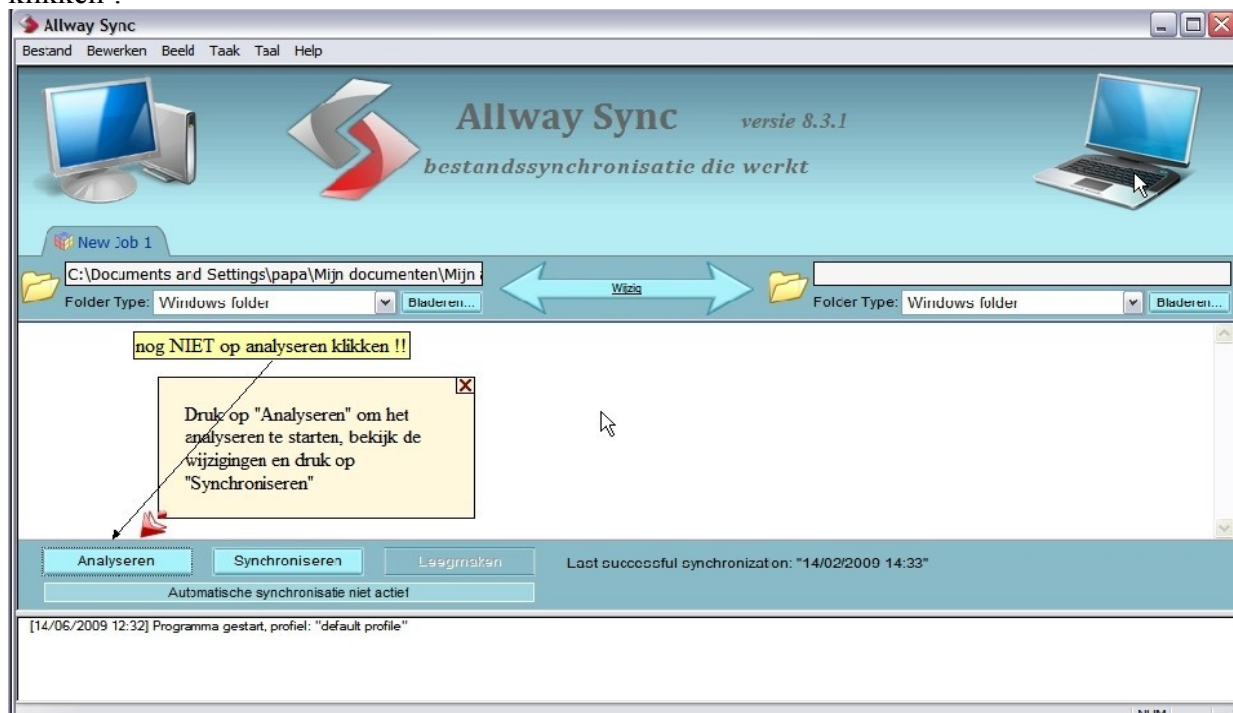 klikken !
Allway Sync
Bestand Bewerken Beeld Taak Taal Help
Allway Sync versie 8.3.1
bestandssynchronisatie die werkt
New Job 1
C:\Documents and Settings\papa\Mijn documenten\Mijn
Wijzig
Folder Type: Windows folder Bladeren...
Folder Type: Windows folder Bladeren...
nog NIET op analyseren klikken !!
Druk op "Analyseren" om het
analyseren te starten, bekijk de
wijzigingen en druk op
"Synchroniseren"
Analyseren Synchroniseren Leegmaken Last successful synchronization: "14/02/2009 14:33"
Automatische synchronisatie niet actief
[14/06/2009 12:32] Programma gestart, profiel: "default profile"
NUM